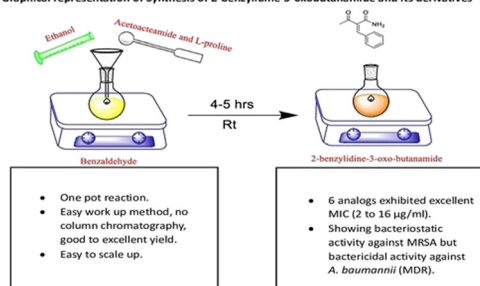 Graphical representation of Synthesis of 2-benzylidine-3-oxobutanamide and its derivatives
Ethanol
Acetoacteamide and L-proline
O O
NH₂
4-5 hrs
Rt
Benzaldehyde
2-benzylidine-3-oxo-butanamide
• One pot reaction.
• Easy work up method, no
column chromatography,
good to excellent yield.
• Easy to scale up.
• 6 analogs exhibited excellent
MIC (2 to 16 µg/ml).
• Showing bacteriostatic
activity against MRSA but
bactericidal activity against
A. baumannii (MDR).